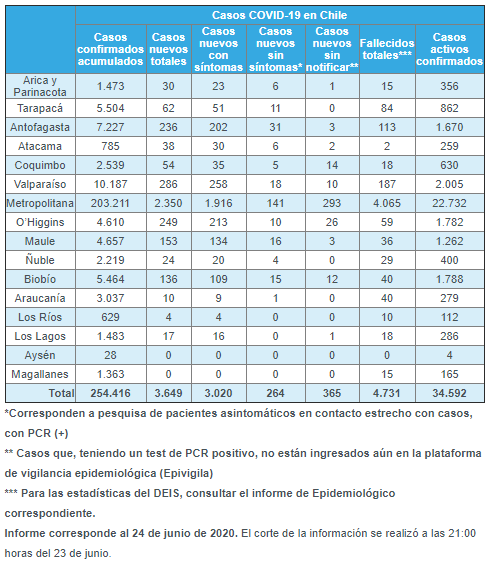 Casos COVID-19 en Chile
Casos confirmados acumulados Casos nuevos totales Casos nuevos con síntomas Casos nuevos sin síntomas* Casos nuevos sin notificar** Fallecidos totales*** Casos activos confirmados
Arica y Parinacota 1.473 30 23 6 1 15 356
Tarapacá 5.504 62 51 11 0 84 862
Antofagasta 7.227 236 202 31 3 113 1.670
Atacama 785 38 30 6 2 2 259
Coquimbo 2.539 54 35 5 14 18 630
Valparaíso 10.187 286 258 18 10 187 2.005
Metropolitana 203.211 2.350 1.916 141 293 4.065 22.732
O'Higgins 4.610 249 213 10 26 59 1.782
Maule 4.657 153 134 16 3 36 1.262
Ñuble 2.219 24 20 4 0 29 400
Biobío 5.464 136 109 15 12 40 1.788
Araucanía 3.037 10 9 1 0 40 279
Los Ríos 629 4 4 0 0 10 112
Los Lagos 1.483 17 16 0 1 18 286
Aysén 28 0 0 0 0 0 4
Magallanes 1.363 0 0 0 0 15 165
Total 254.416 3.649 3.020 264 365 4.731 34.592
*Corresponden a pesquisa de pacientes asintomáticos en contacto estrecho con casos,
con PCR (+)
** Casos que, teniendo un test de PCR positivo, no están ingresados aún en la plataforma
de vigilancia epidemiológica (Epivigila)
*** Para las estadísticas del DEIS, consultar el informe de Epidemiológico
correspondiente.
Informe corresponde al 24 de junio de 2020. El corte de la información se realizó a las 21:00
horas del 23 de junio.